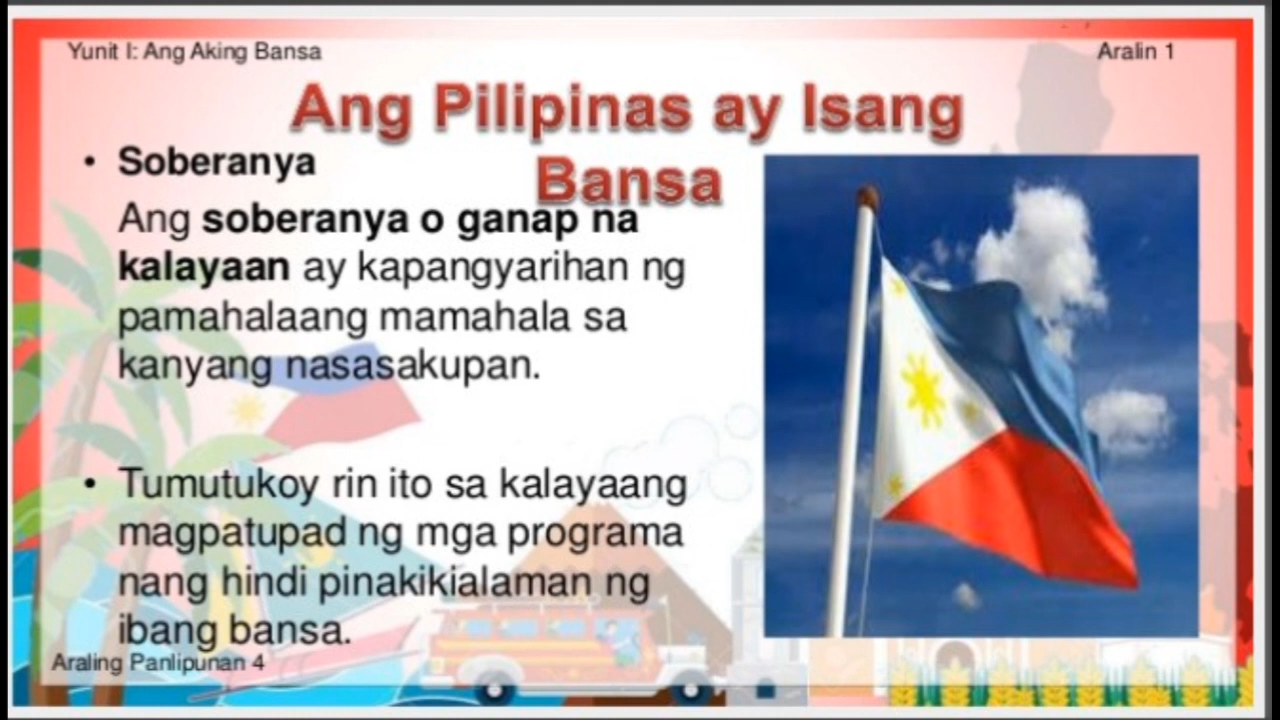 Yunit I: Ang Aking Bansa
Aralin 1
Ang Pilipinas ay Isang
Bansa
• Soberanya
Ang soberanya o ganap na
kalayaan ay kapangyarihan ng
pamahalaang mamahala sa
kanyang nasasakupan.
• Tumutukoy rin ito sa kalayaang
magpatupad ng mga programa
nang hindi pinakikialaman ng
ibang bansa.
Araling Panlipunan 4